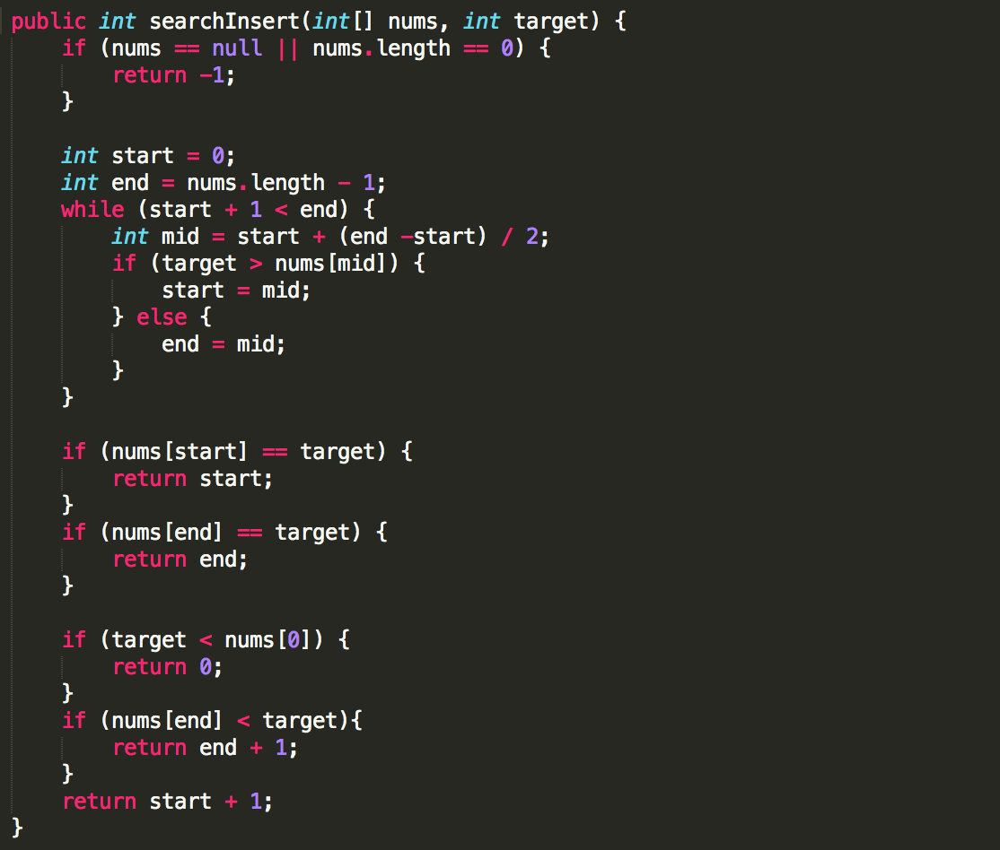 public int searchInsert(int[] nums, int target) {
    if (nums == null || nums.length == 0) {
        return -1;
    }

    int start = 0;
    int end = nums.length - 1;
    while (start + 1 < end) {
        int mid = start + (end -start) / 2;
        if (target > nums[mid]) {
            start = mid;
        } else {
            end = mid;
        }
    }

    if (nums[start] == target) {
        return start;
    }
    if (nums[end] == target) {
        return end;
    }

    if (target < nums[0]) {
        return 0;
    }
    if (nums[end] < target){
        return end + 1;
    }
    return start + 1;
}